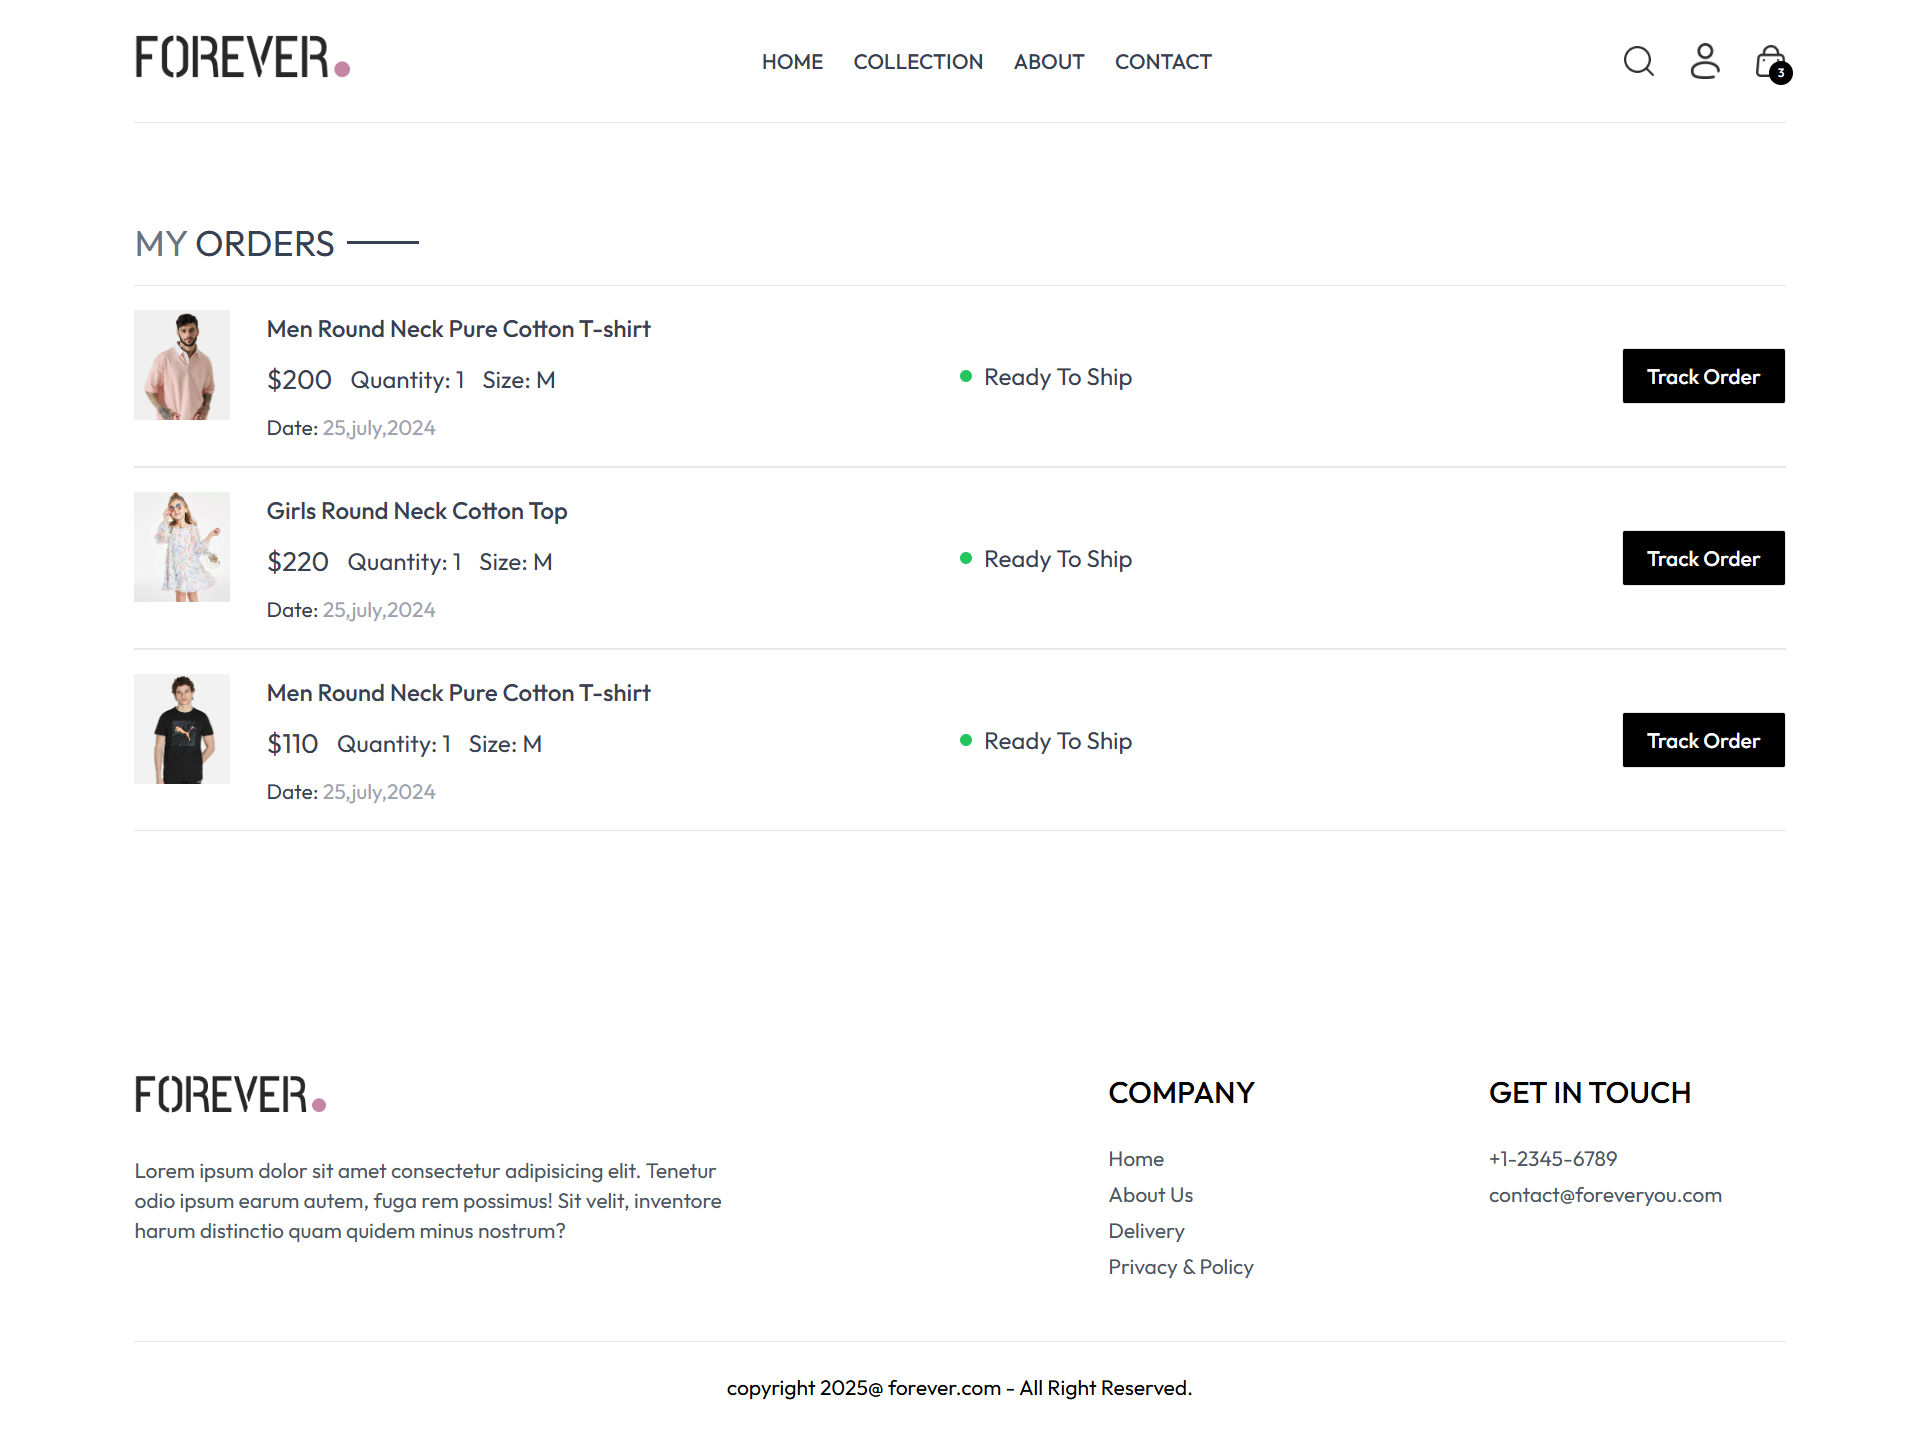 FOREVER.
HOME COLLECTION ABOUT CONTACT
3
MY ORDERS
Men Round Neck Pure Cotton T-shirt
$200 Quantity: 1 Size: M
Date: 25,july,2024
Ready To Ship
Track Order
Girls Round Neck Cotton Top
$220 Quantity: 1 Size: M
Date: 25,july,2024
Ready To Ship
Track Order
Men Round Neck Pure Cotton T-shirt
$110 Quantity: 1 Size: M
Date: 25,july,2024
Ready To Ship
Track Order
FOREVER.
Lorem ipsum dolor sit amet consectetur adipisicing elit. Tenetur
odio ipsum earum autem, fuga rem possimus! Sit velit, inventore
harum distinctio quam quidem minus nostrum?
COMPANY
Home
About Us
Delivery
Privacy & Policy
GET IN TOUCH
+1-2345-6789
contact@foreveryou.com
copyright 2025@ forever.com - All Right Reserved.